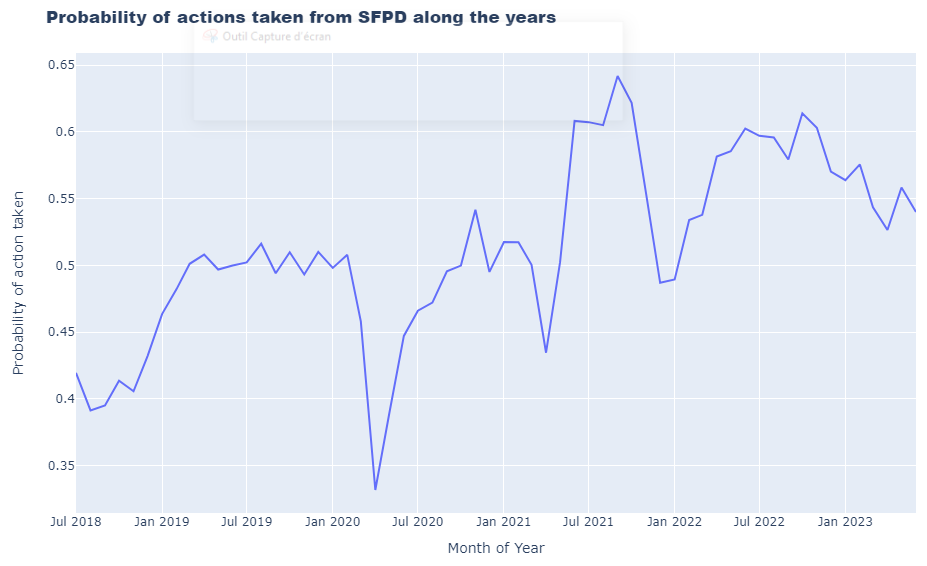 Probability of actions taken from SFPD along the years
Outil Capture d'écran
0.65
0.6
0.55
0.5
0.45
0.4
0.35
Probability of action taken
Jul 2018
Jan 2019
Jul 2019
Jan 2020
Jul 2020
Jan 2021
Jul 2021
Jan 2022
Jul 2022
Jan 2023
Month of Year